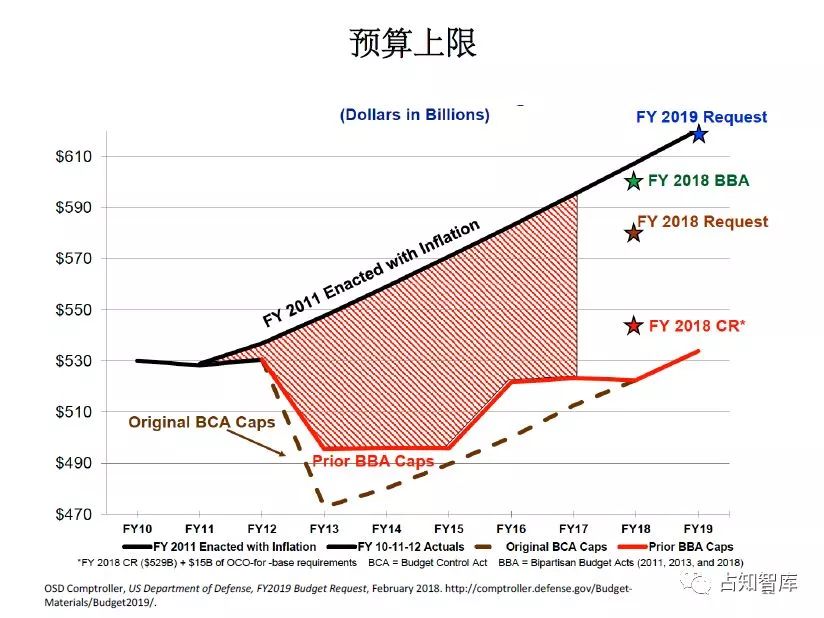 预算上限
(Dollars in Billions)
FY 2019 Request
$610
FY 2018 BBA
$590
FY 2018 Request
$570
FY 2011 Enacted with Inflation
$550
FY 2018 CR*
$530
$510
Original BCA Caps
$490
Prior BBA Caps
$470
FY10 FY11 FY12 FY13 FY14 FY15 FY16 FY17 FY18 FY19
FY 2011 Enacted with Inflation FY 10-11-12 Actuals Original BCA Caps Prior BBA Caps
*FY 2018 CR ($529B) + $15B of OCO-for -base requirements BCA = Budget Control Act BBA = Bipartisan Budget Acts (2011, 2013, and 2018)
占知智库
OSD Comptroller, US Department of Defense, FY2019 Budget Request, February 2018. http://comptroller.defense.gov/Budget-
Materials/Budget2019/.